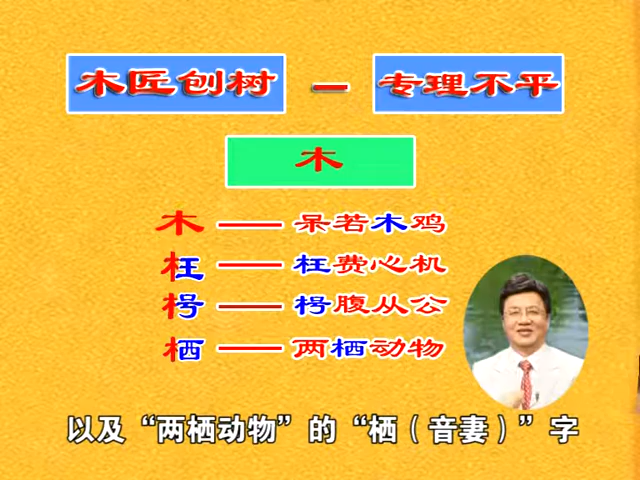 木匠刨树 — 专理不平
木
木 —— 呆若木鸡
枉 —— 枉费心机
枵 —— 枵腹从公
栖 —— 两栖动物
以及“两栖动物”的“栖（音妻）”字